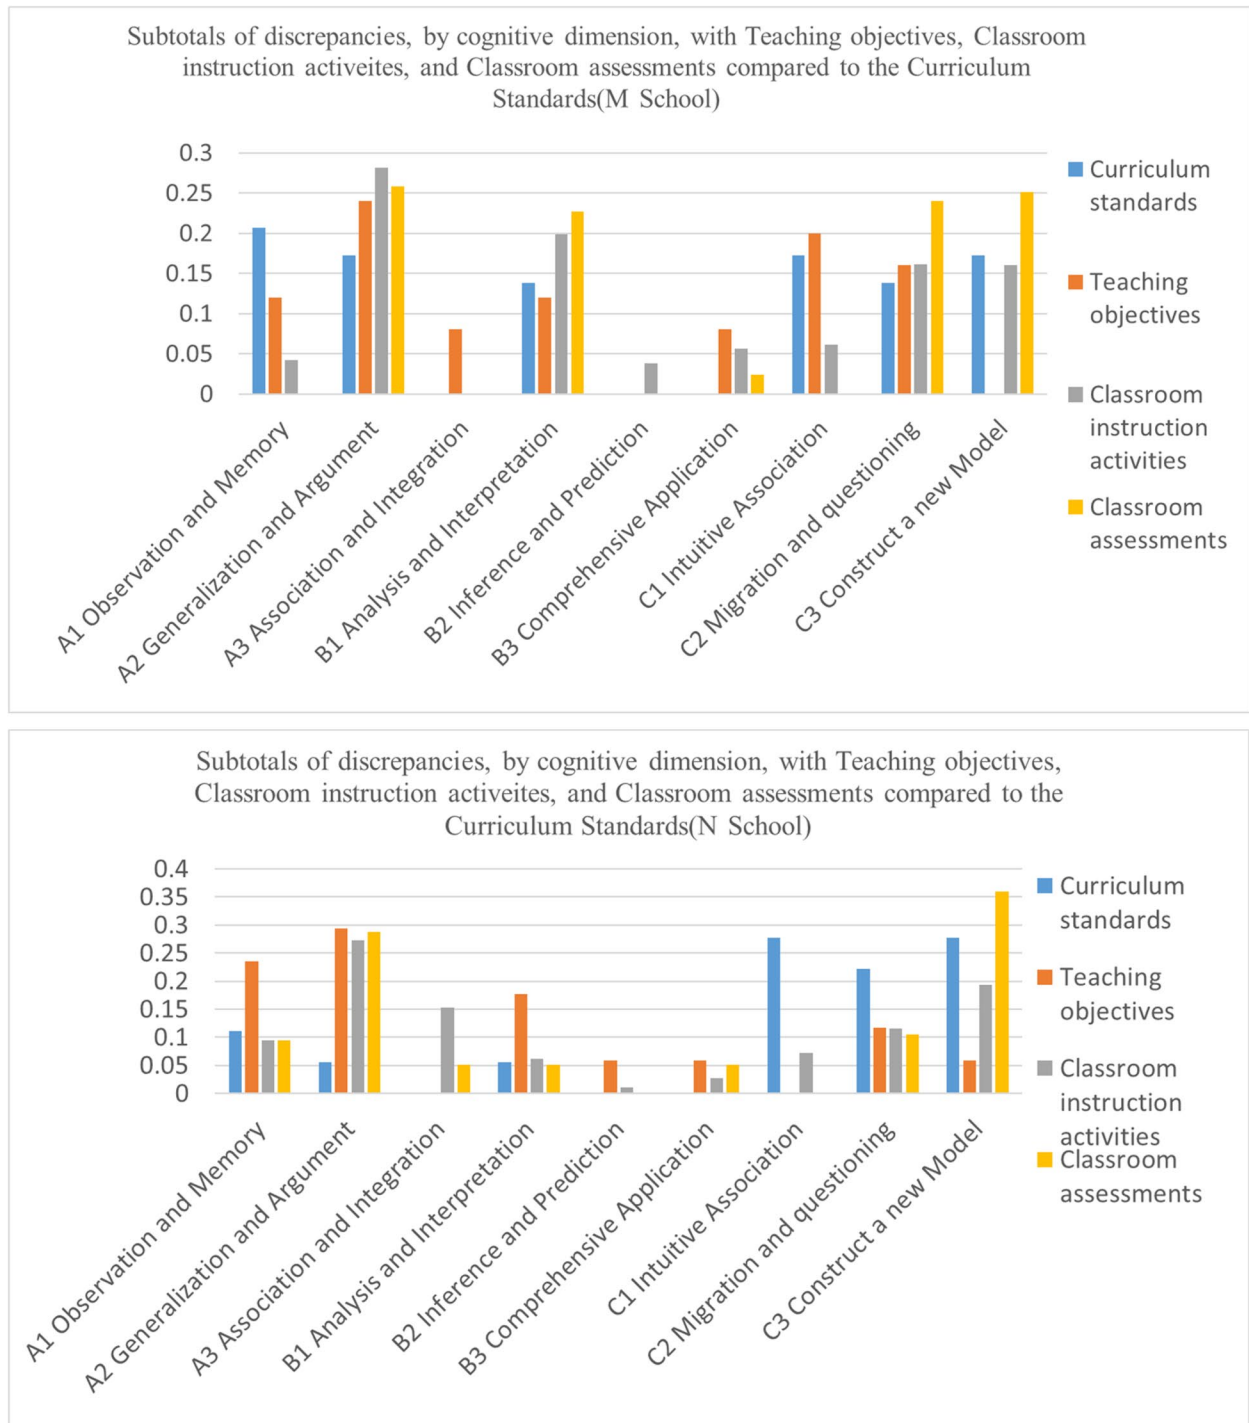 Subtotals of discrepancies, by cognitive dimension, with Teaching objectives, Classroom
instruction activeites, and Classroom assessments compared to the Curriculum
Standards(M School)
0.3
0.25
0.2
0.15
0.1
0.05
0
A1 Observation and Memory
A2 Generalization and Argument
A3 Association and Integration
B1 Analysis and Interpretation
B2 Inference and Prediction
B3 Comprehensive Application
C1 Intuitive Association
C2 Migration and questioning
C3 Construct a new Model
Curriculum
standards
Teaching
objectives
Classroom
instruction
activities
Classroom
assessments
Subtotals of discrepancies, by cognitive dimension, with Teaching objectives,
Classroom instruction activeites, and Classroom assessments compared to the
Curriculum Standards(N School)
0.4
0.35
0.3
0.25
0.2
0.15
0.1
0.05
0
A1 Observation and Memory
A2 Generalization and Argument
A3 Association and Integration
B1 Analysis and Interpretation
B2 Inference and Prediction
B3 Comprehensive Application
C1 Intuitive Association
C2 Migration and questioning
C3 Construct a new Model
Curriculum
standards
Teaching
objectives
Classroom
instruction
activities
Classroom
assessments